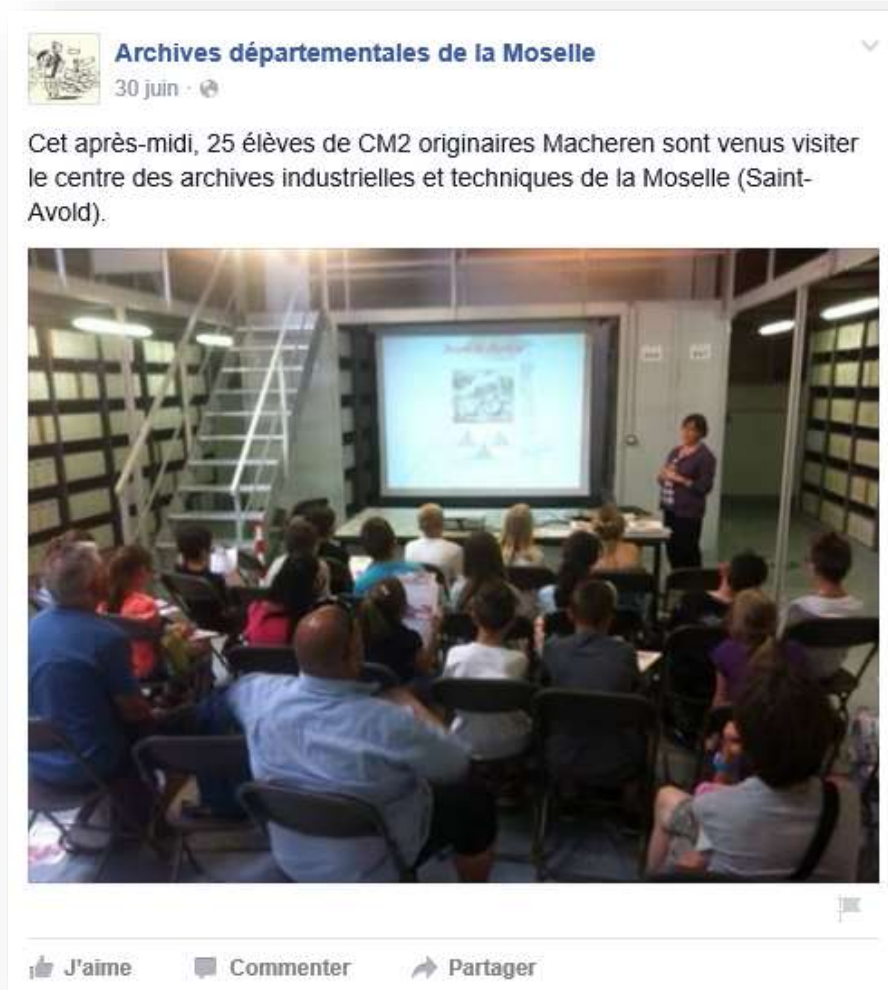 Archives départementales de la Moselle
30 juin ·
Cet après-midi, 25 élèves de CM2 originaires Macheren sont venus visiter
le centre des archives industrielles et techniques de la Moselle (Saint-
Avold).
J'aime Commenter Partager